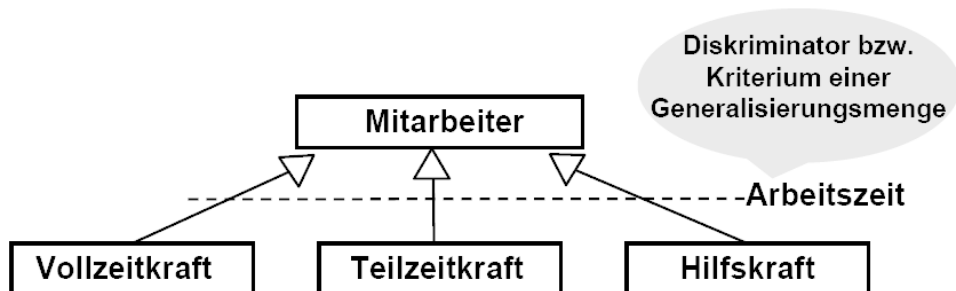 Diskriminator bzw.
Kriterium einer
Generalisierungsmenge
Mitarbeiter
Arbeitszeit
Vollzeitkraft
Teilzeitkraft
Hilfskraft